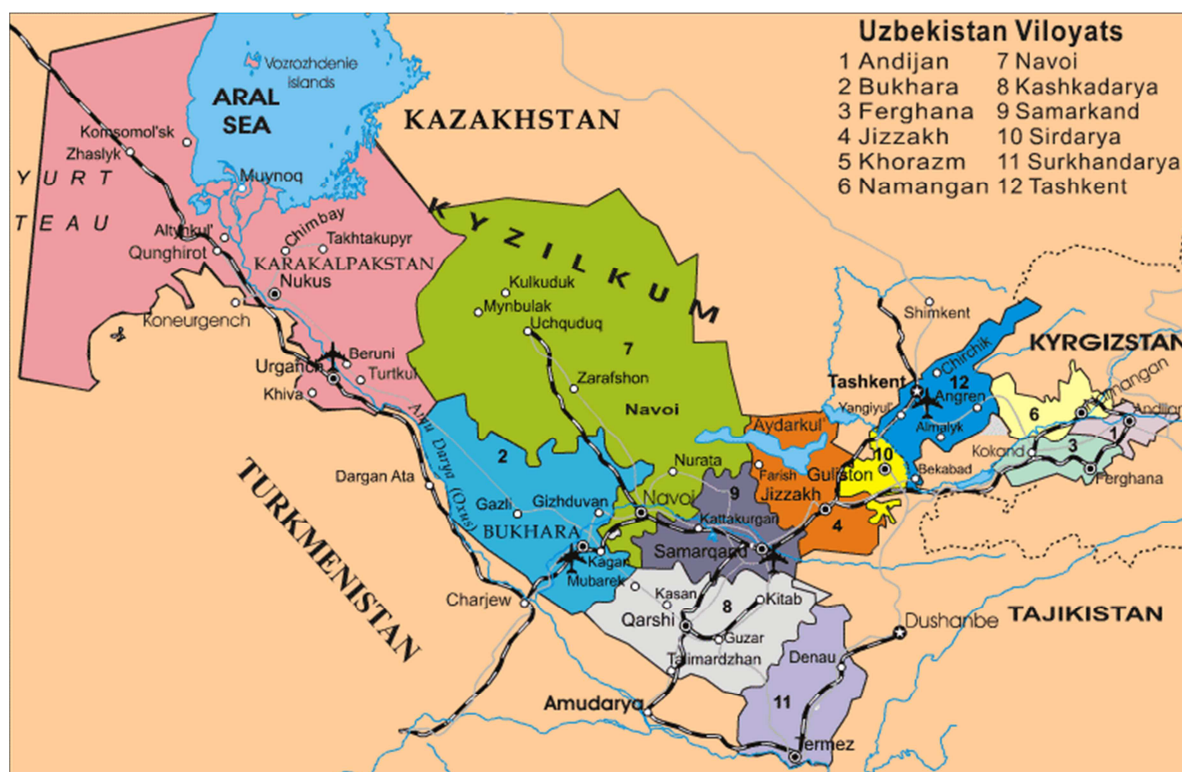 Uzbekistan Viloyats
1 Andijan
2 Bukhara
3 Ferghana
4 Jizzakh
5 Khorazm
6 Namangan
7 Navoi
8 Kashkadarya
9 Samarkand
10 Sirdarya
11 Surkhandarya
12 Tashkent
Vozrozhdenie
islands
ARAL
SEA
KAZAKHSTAN
Komsomol'sk
Zhaslyk
YURT
TEAU
Muynoq
KYZILKUM
Altynkul'
Chimbay
Takhtakupyr
Qunghirot
KARAKALPAKSTAN
Nukus
Koneurgench
Kulkuduk
Mynbulak
Uchquduq
Shimkent
KYRGIZSTAN
7
Beruni
Urganch
Turtkul
Khiva
Zarafshon
Navoi
Chirchik
Tashkent
12
Angren
Namangan
Yangiyul'
Almalyk
6
Andijan
Aydarkul'
Amu Darya (Oxus)
2
Kokand
3
1
10
Nurata
Farish
Guliston
Bekabad
Ferghana
Dargan Ata
Jizzakh
9
Gazli
Gizhduvan
Navoi
BUKHARA
Kattakurgan
4
Samarqand
Kagan
Mubarek
TURKMENISTAN
Kasan
Kitab
8
Charjew
Qarshi
TAJIKISTAN
Dushanbe
Guzar
Talimardzhan
Denau
Amudarya
11
Termez